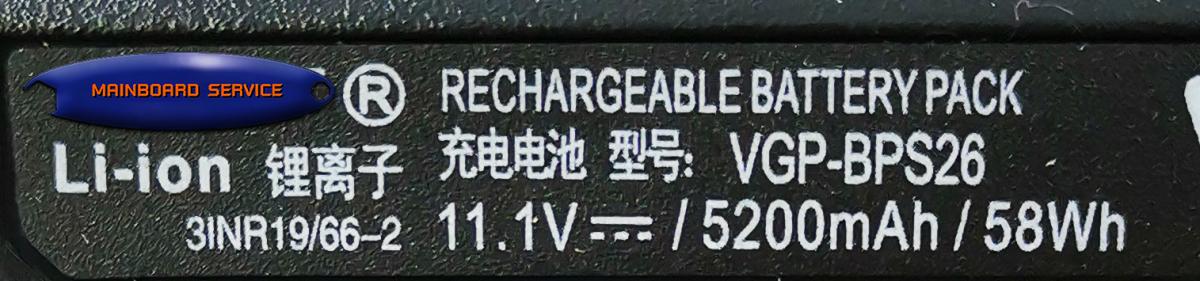 MAINBOARD SERVICE ® RECHARGEABLE BATTERY PACK
Li-ion 锂离子 充电电池 型号: VGP-BPS26
3INR19/66-2 11.1V ⎓ / 5200mAh / 58Wh